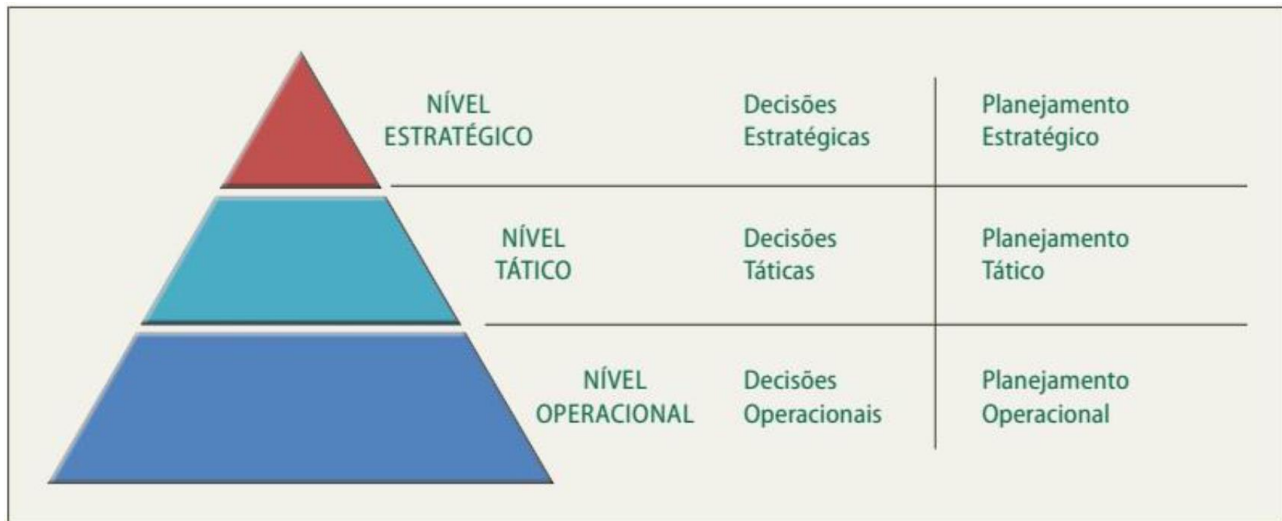 NÍVEL
ESTRATÉGICO
Decisões
Estratégicas
Planejamento
Estratégico
NÍVEL
TÁTICO
Decisões
Táticas
Planejamento
Tático
NÍVEL
OPERACIONAL
Decisões
Operacionais
Planejamento
Operacional